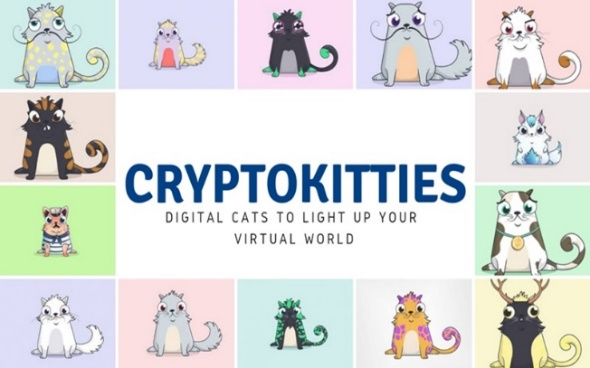 CRYPTOKITTIES
DIGITAL CATS TO LIGHT UP YOUR
VIRTUAL WORLD